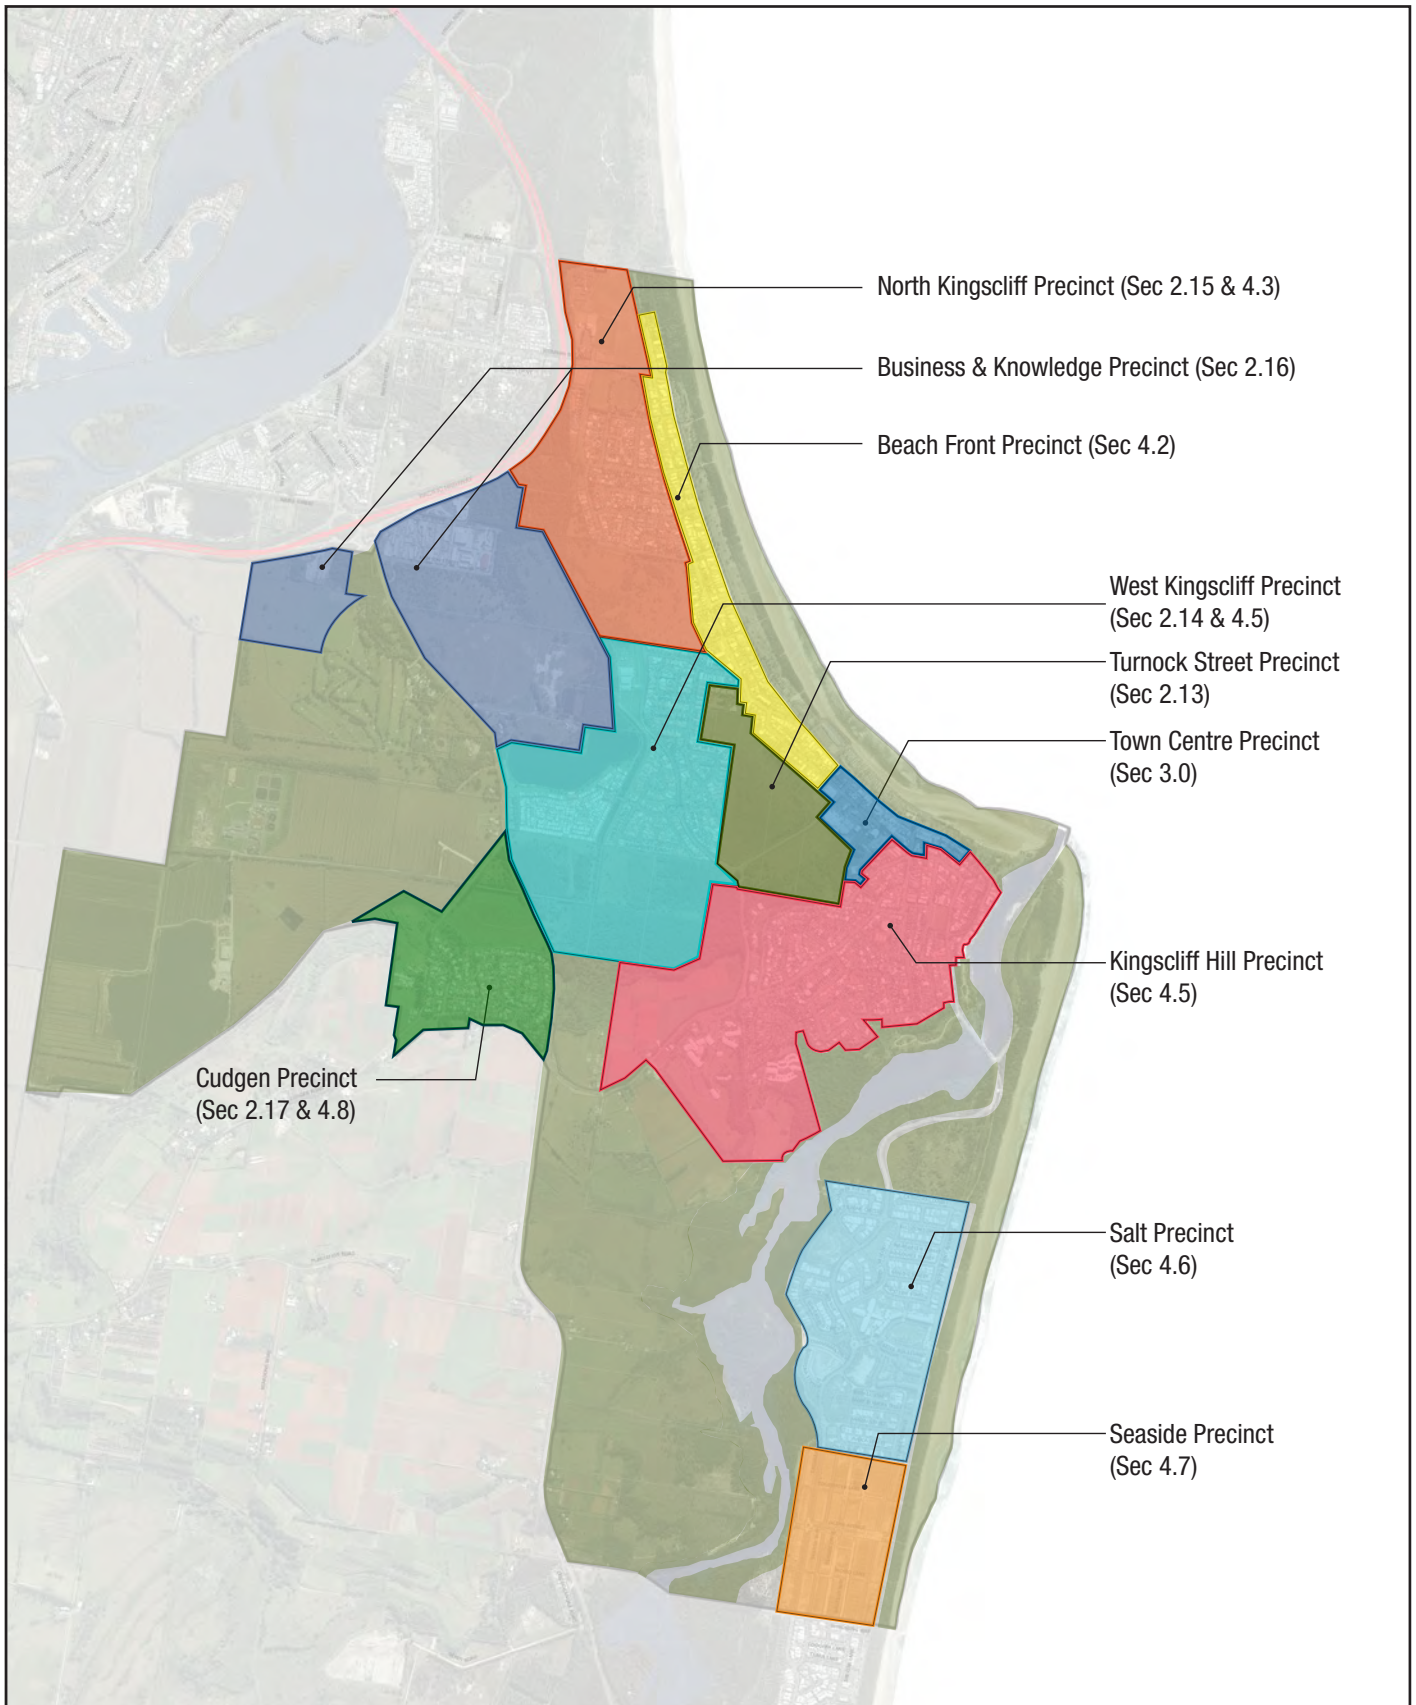 North Kingscliff Precinct (Sec 2.15 & 4.3)
Business & Knowledge Precinct (Sec 2.16)
Beach Front Precinct (Sec 4.2)
West Kingscliff Precinct
(Sec 2.14 & 4.5)
Turnock Street Precinct
(Sec 2.13)
Town Centre Precinct
(Sec 3.0)
Kingscliff Hill Precinct
(Sec 4.5)
Cudgen Precinct
(Sec 2.17 & 4.8)
Salt Precinct
(Sec 4.6)
Seaside Precinct
(Sec 4.7)